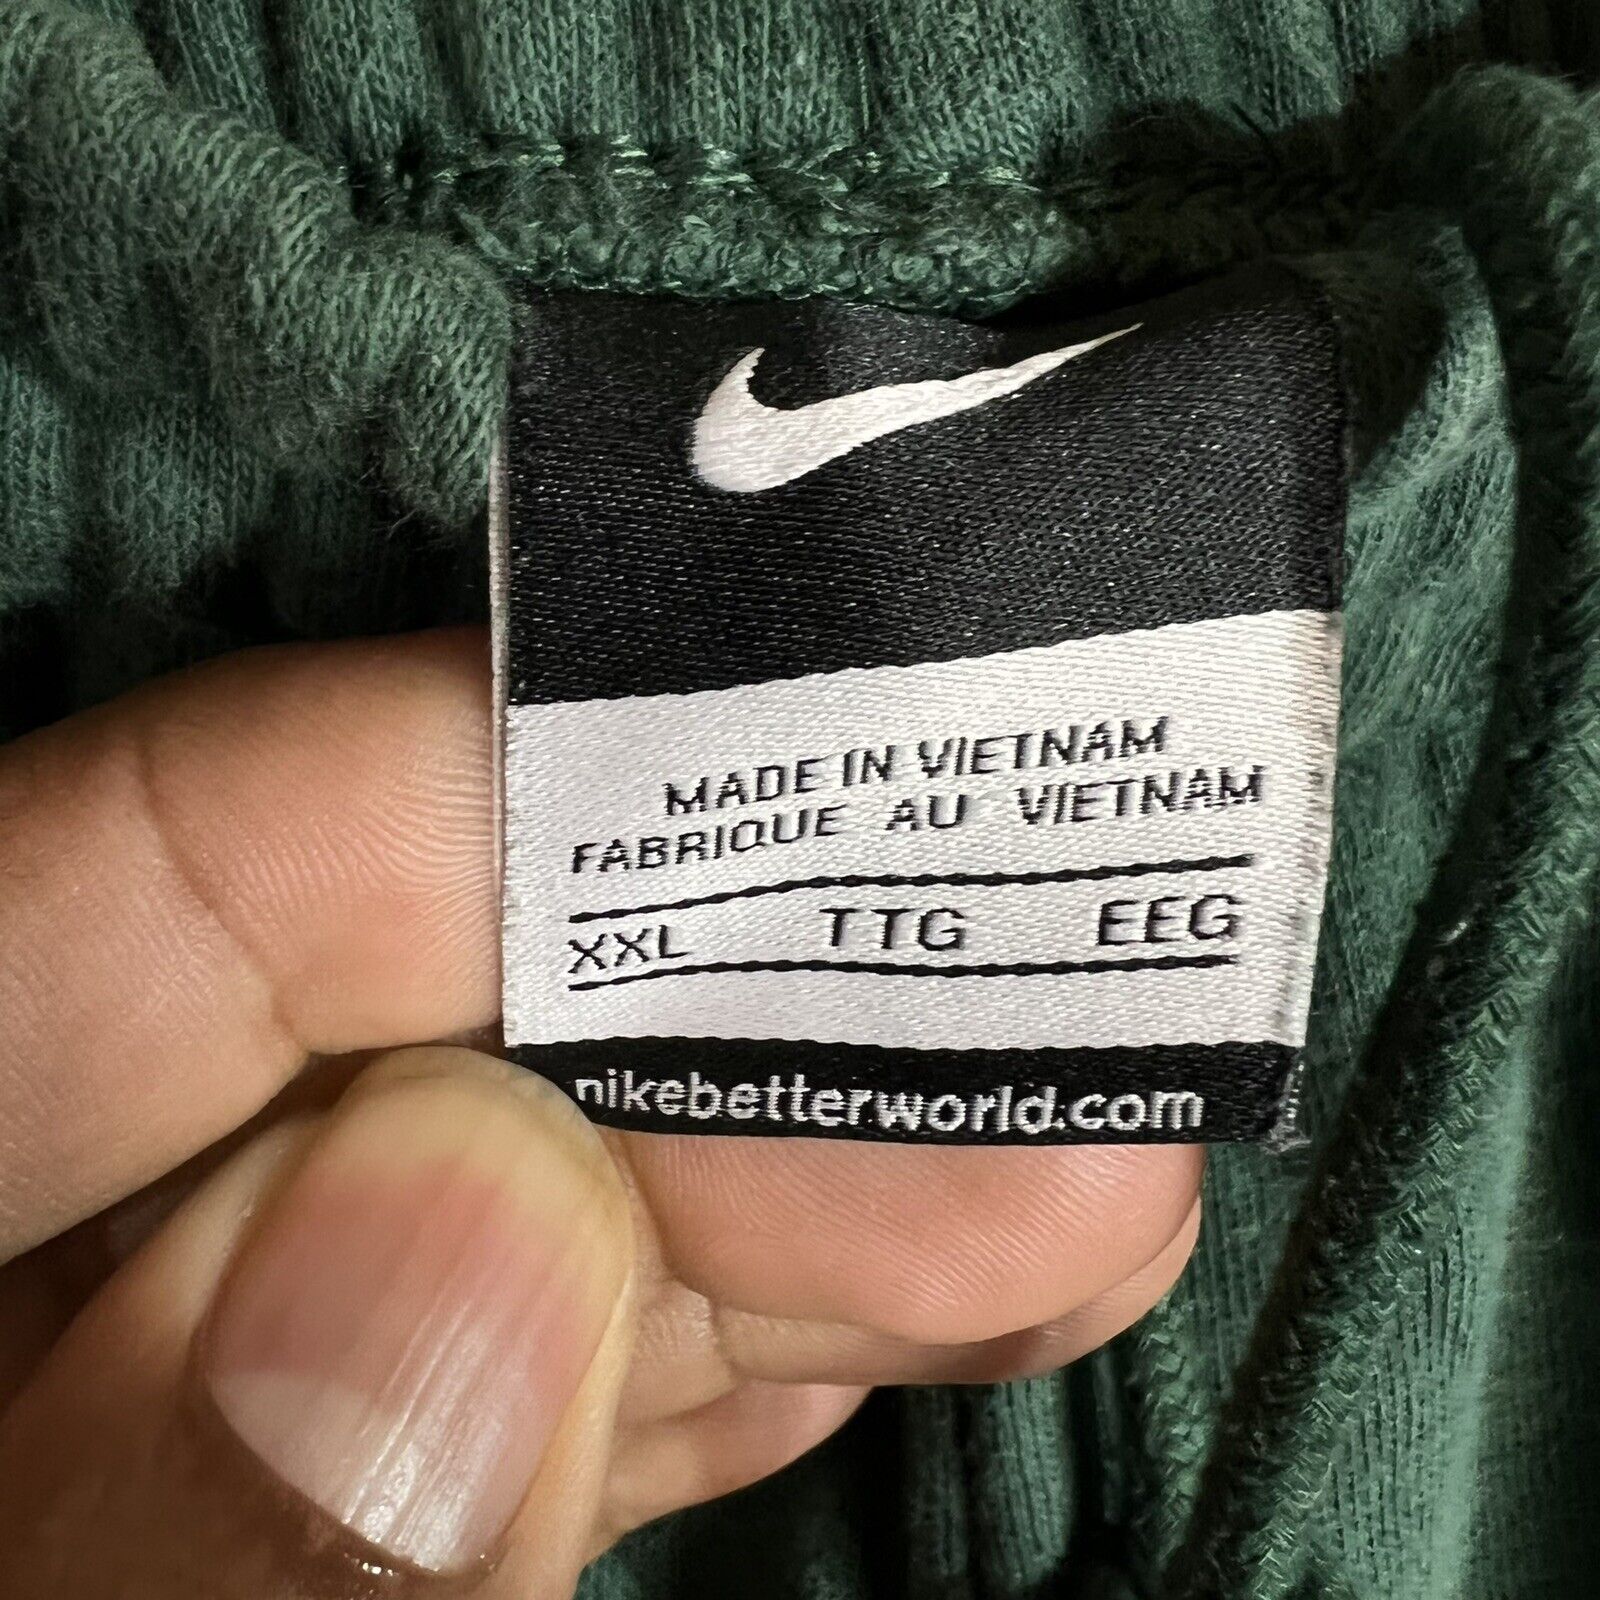 MADE IN VIETNAM
FABRIQUE AU VIETNAM
XXL TTG EEG
nikebetterworld.com